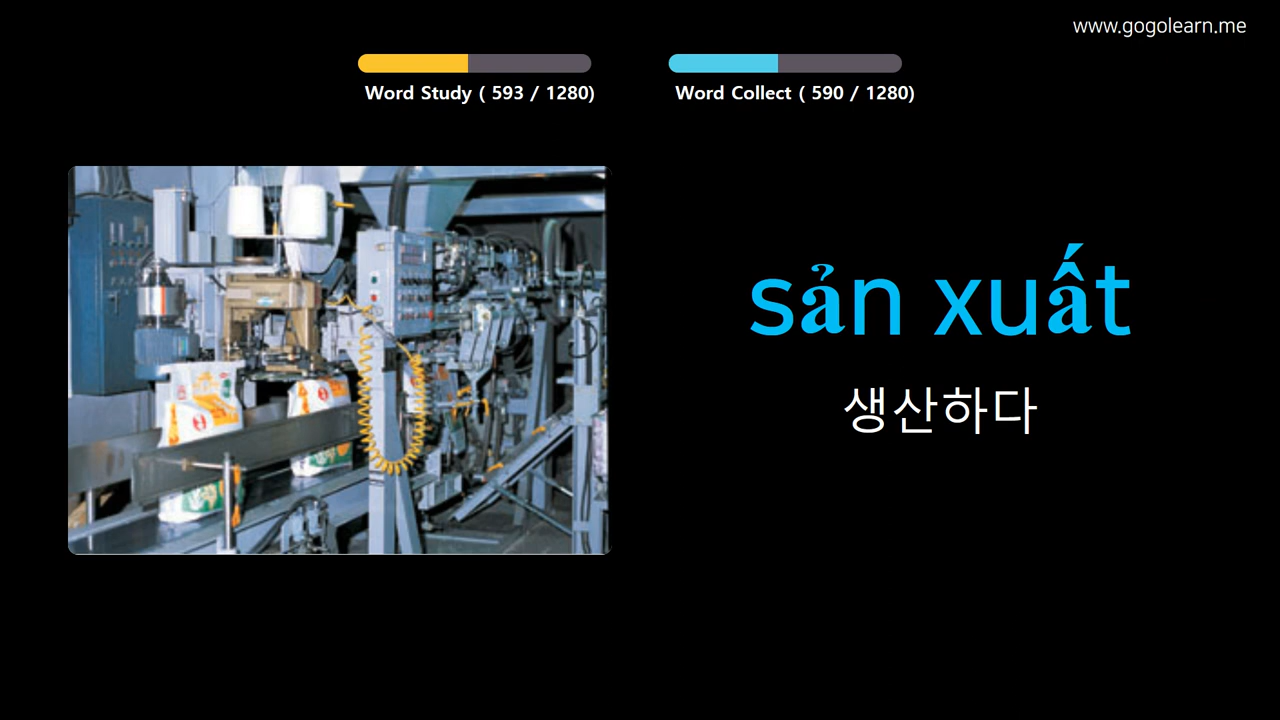 www.gogolearn.me
Word Study ( 593 / 1280)
Word Collect ( 590 / 1280)
sản xuất
생산하다